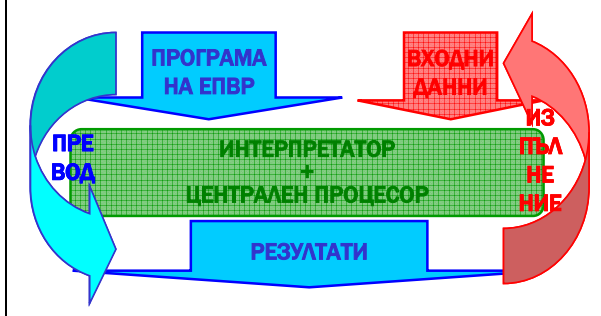 ПРОГРАМА
НА ЕПВР
ВХОДНИ
ДАННИ
ПРЕ
ВОД
ИНТЕРПРЕТАТОР
+
ЦЕНТРАЛЕН ПРОЦЕСОР
ИЗ
ПЪЛ
НЕ
НИЕ
РЕЗУЛТАТИ